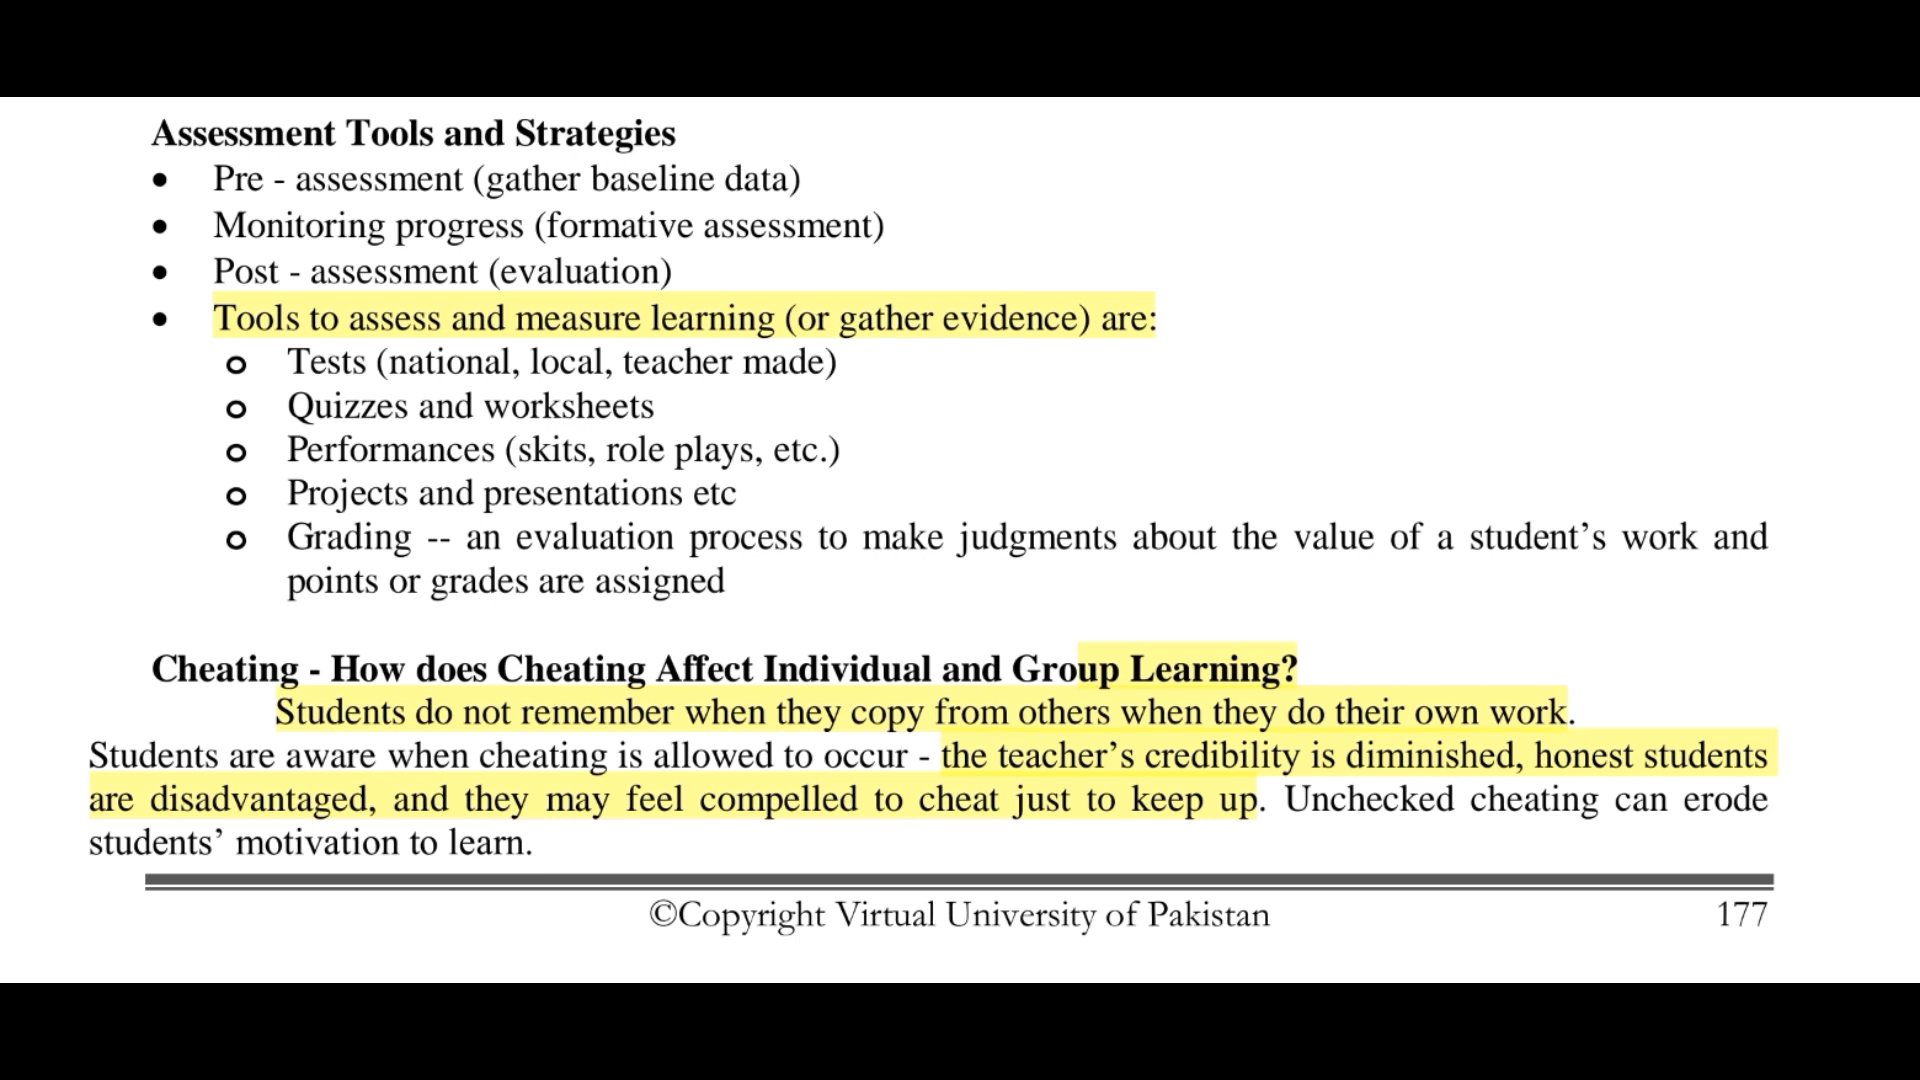 Assessment Tools and Strategies
• Pre - assessment (gather baseline data)
• Monitoring progress (formative assessment)
• Post - assessment (evaluation)
• Tools to assess and measure learning (or gather evidence) are:
o Tests (national, local, teacher made)
o Quizzes and worksheets
o Performances (skits, role plays, etc.)
o Projects and presentations etc
o Grading -- an evaluation process to make judgments about the value of a student’s work and
points or grades are assigned
Cheating - How does Cheating Affect Individual and Group Learning?
Students do not remember when they copy from others when they do their own work.
Students are aware when cheating is allowed to occur - the teacher’s credibility is diminished, honest students
are disadvantaged, and they may feel compelled to cheat just to keep up. Unchecked cheating can erode
students’ motivation to learn.
©Copyright Virtual University of Pakistan 177